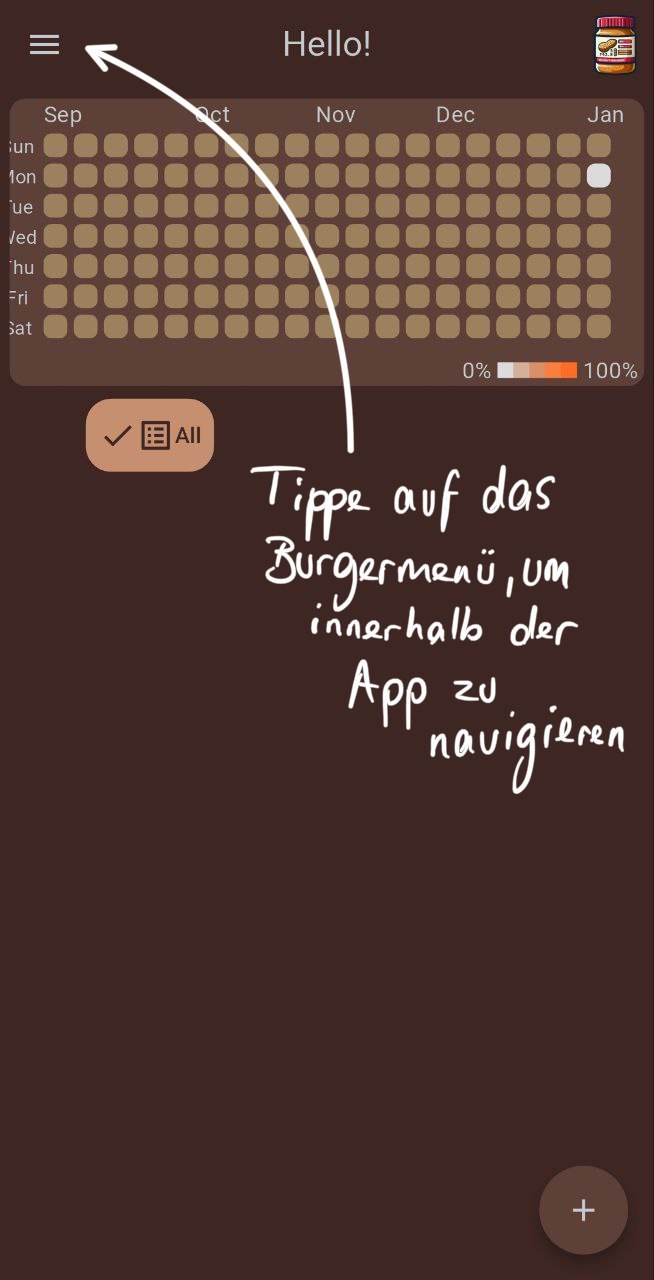 Hello!
Sep Oct Nov Dec Jan
Sun
Mon
Tue
Wed
Thu
Fri
Sat
0% 100%
All
Tippe auf das
Burgermenü, um
innerhalb der
App zu
navigieren
+